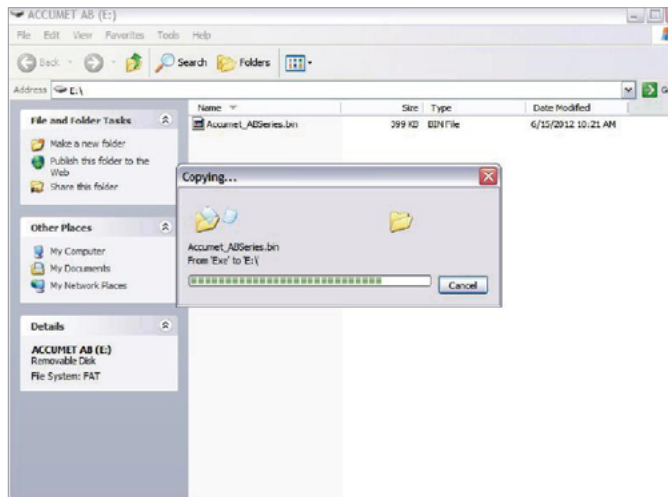 ACCUMET AB (E:)
File Edit View Favorites Tools Help
Back Search Folders
Address E:\
Name Size Type Date Modified
Accumet_ABSeries.bin 399 KB BIN File 6/15/2012 10:21 AM
File and Folder Tasks
Make a new folder
Publish this folder to the
Web
Share this folder
Other Places
My Computer
My Documents
My Network Places
Details
ACCUMET AB (E:)
Removable Disk
File System: FAT
Copying...
Accumet_ABSeries.bin
From 'Exe' to 'E:\'
Cancel